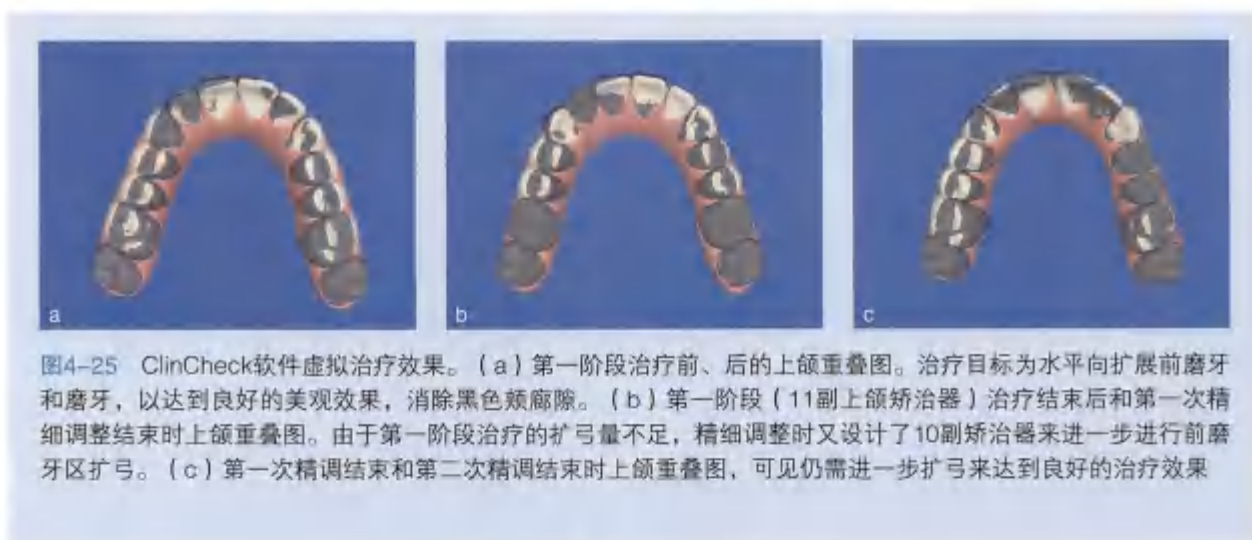 a
b
c
图4-25 ClinCheck软件虚拟治疗效果。（a）第一阶段治疗前、后的上颌重叠图。治疗目标为水平向扩展前磨牙
和磨牙，以达到良好的美观效果，消除黑色颊廊隙。（b）第一阶段（11副上颌矫治器）治疗结束后和第一次精
细调整结束时上颌重叠图。由于第一阶段治疗的扩弓量不足，精细调整时又设计了10副矫治器来进一步进行前磨
牙区扩弓。（c）第一次精调结束和第二次精调结束时上颌重叠图，可见仍需进一步扩弓来达到良好的治疗效果